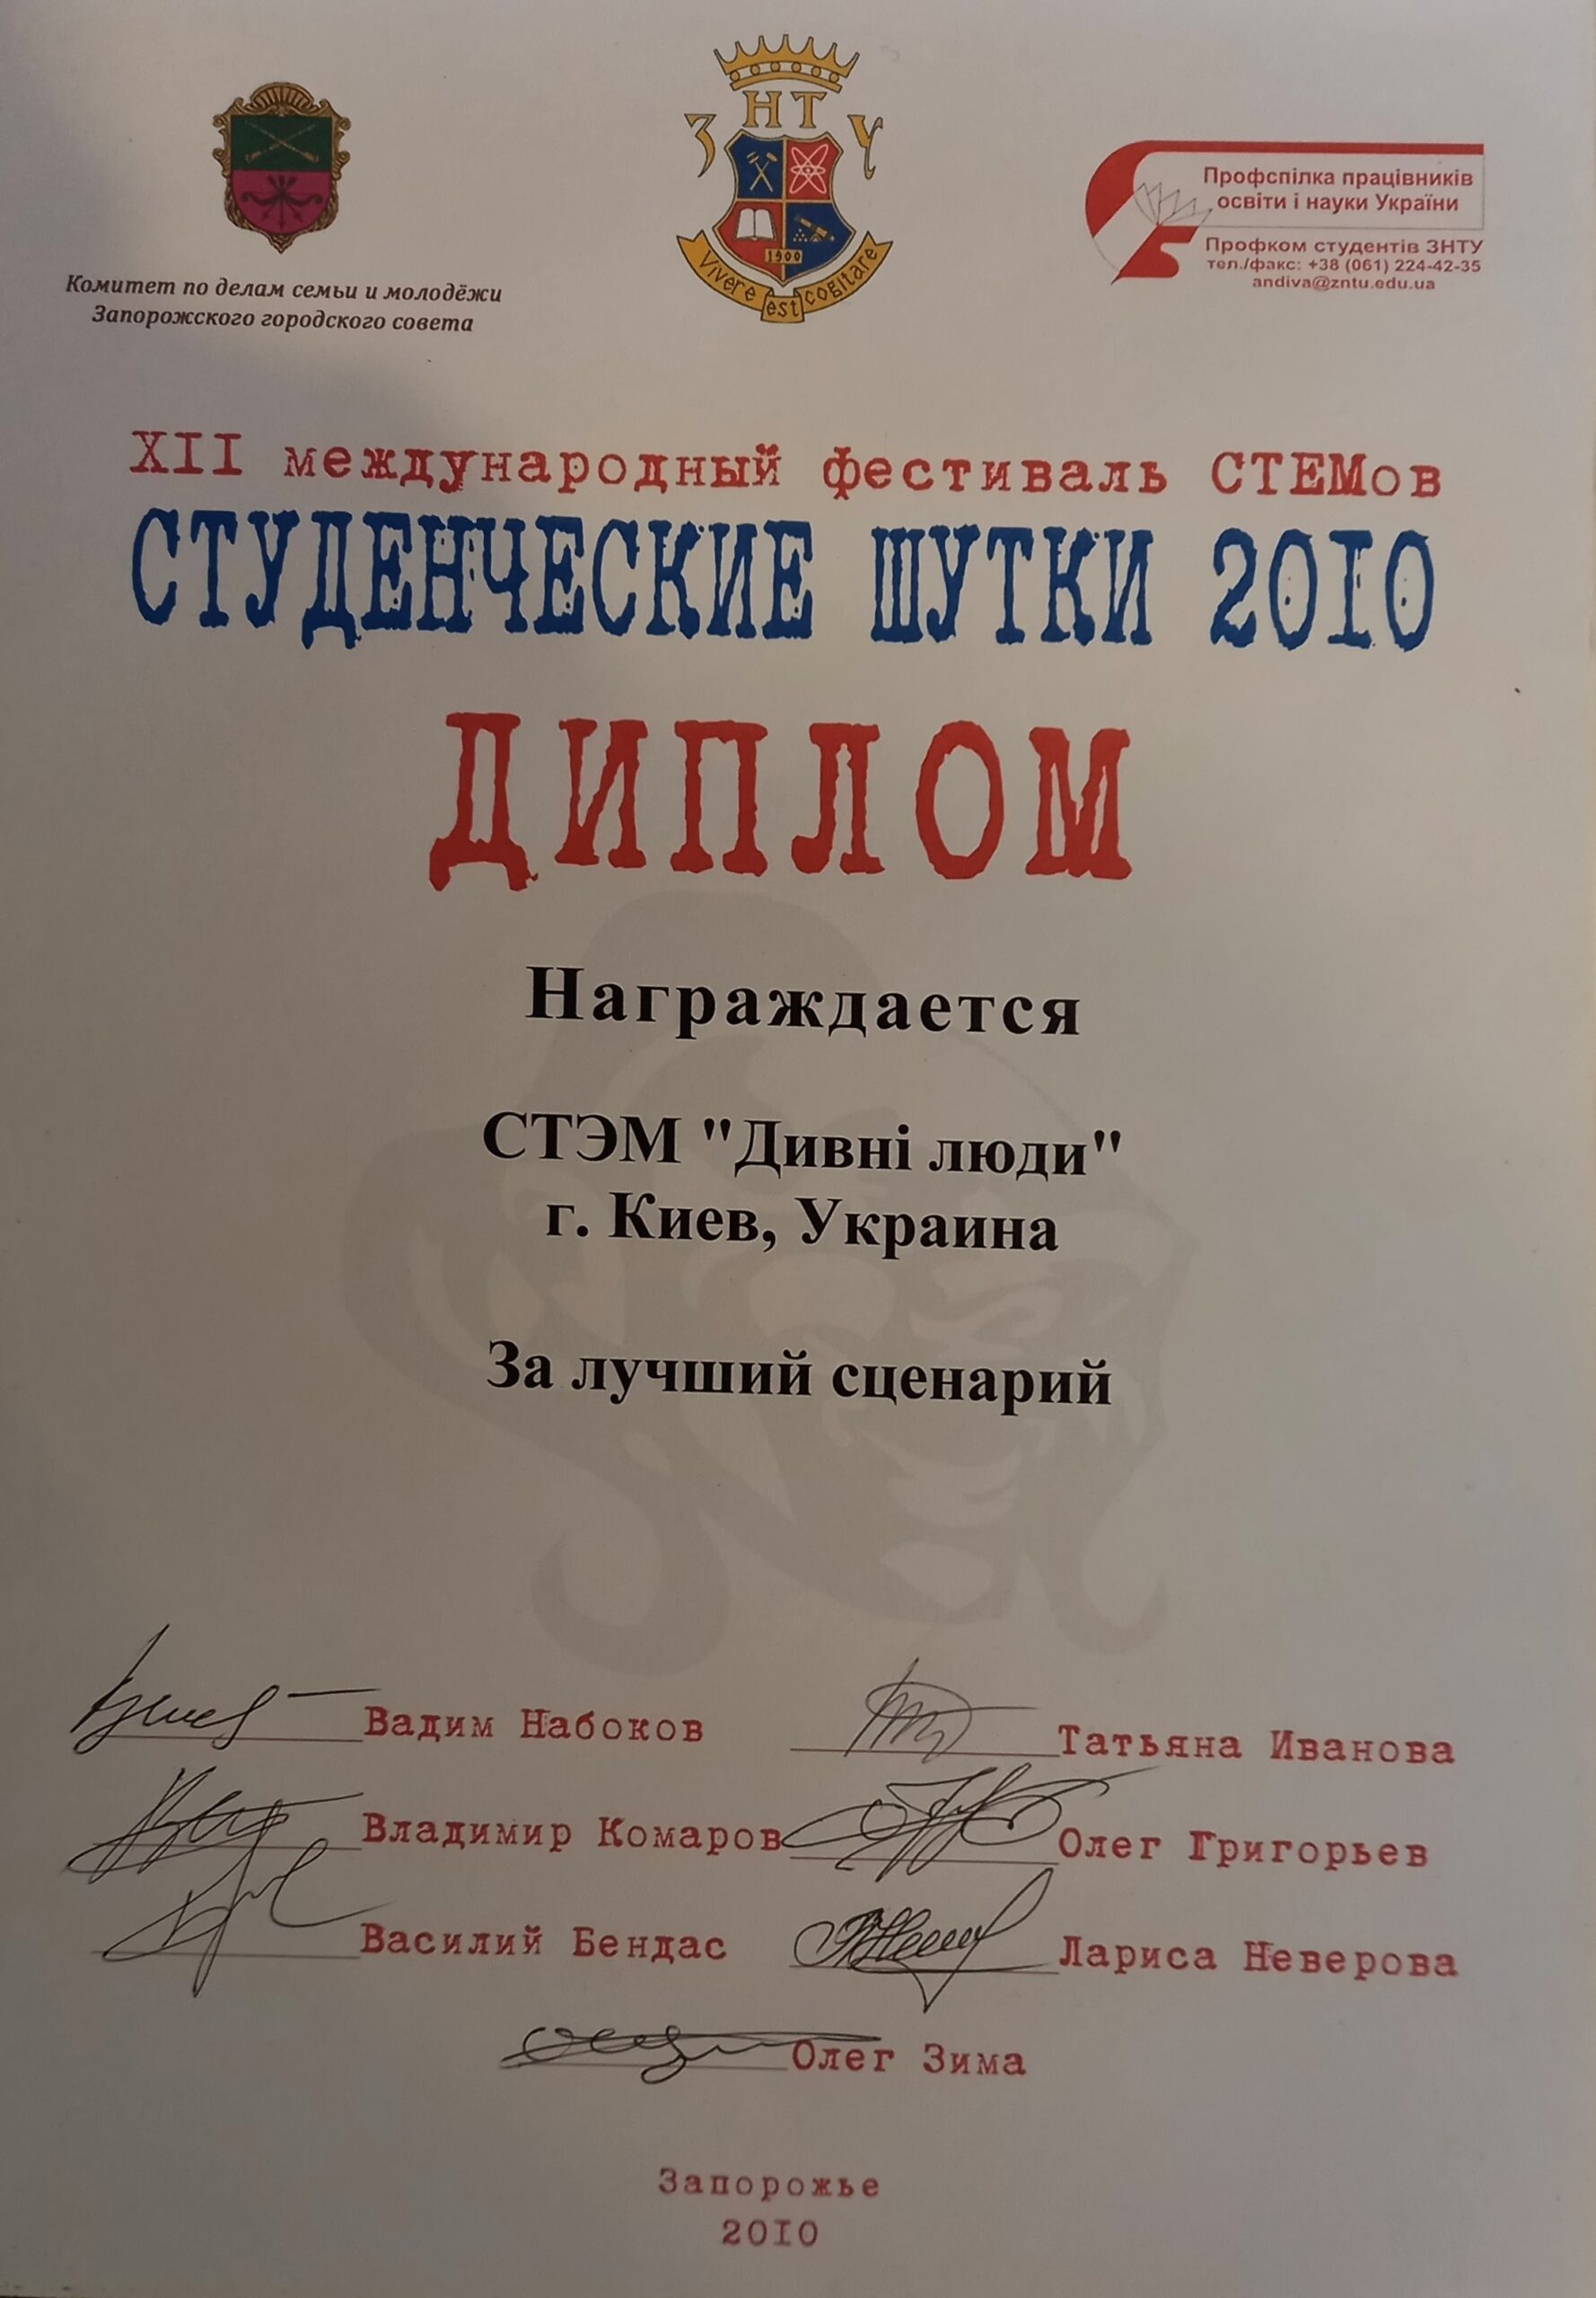 ЗНТУ
1900
Vivere est cogitare
Комитет по делам семьи и молодёжи
Запорожского городского совета
Профспілка працівників
освіти і науки України
Профком студентів ЗНТУ
тел./факс: +38 (061) 224-42-35
andiva@zntu.edu.ua
XII международный фестиваль СТЕМов
СТУДЕНЧЕСКИЕ ШУТКИ 2010
ДИПЛОМ
Награждается
СТЭМ "Дивні люди"
г. Киев, Украина
За лучший сценарий
Вадим Набоков
Татьяна Иванова
Владимир Комаров
Олег Григорьев
Василий Бендас
Лариса Неверова
Олег Зима
Запорожье
2010